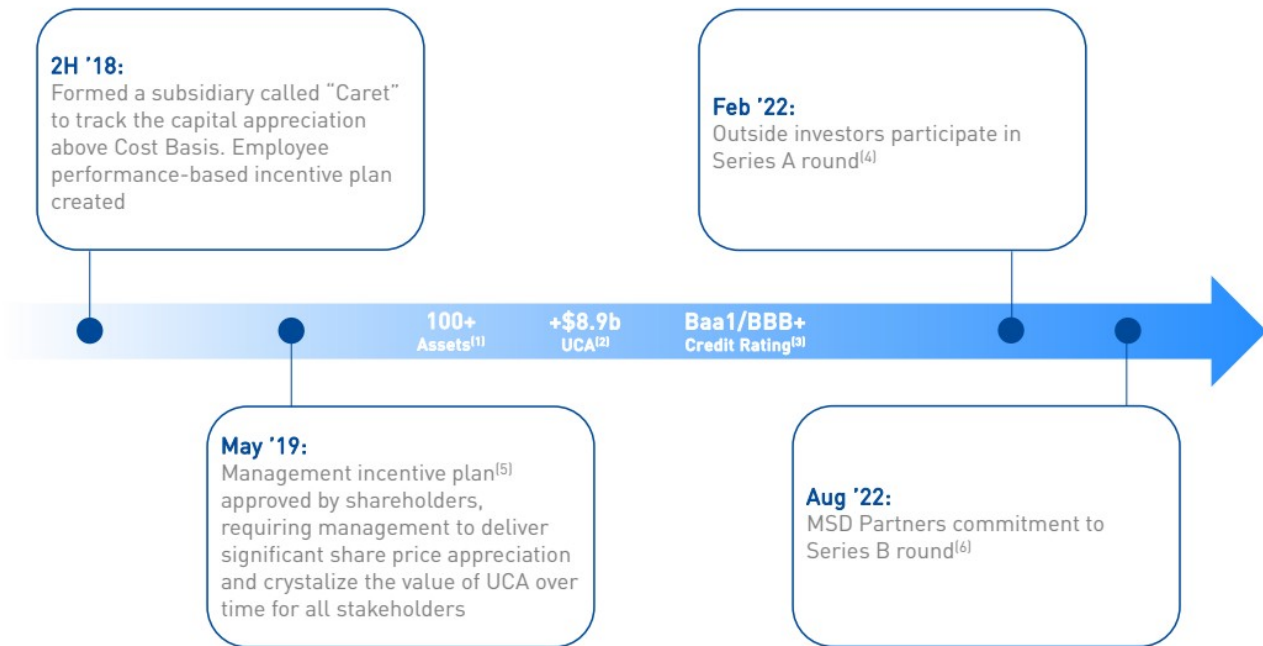 2H ’18:
Formed a subsidiary called “Caret”
to track the capital appreciation
above Cost Basis. Employee
performance-based incentive plan
created
Feb ’22:
Outside investors participate in
Series A round(4)
100+
Assets(1)
+$8.9b
UCA(2)
Baa1/BBB+
Credit Rating(3)
May ’19:
Management incentive plan(5)
approved by shareholders,
requiring management to deliver
significant share price appreciation
and crystalize the value of UCA over
time for all stakeholders
Aug ’22:
MSD Partners commitment to
Series B round(6)